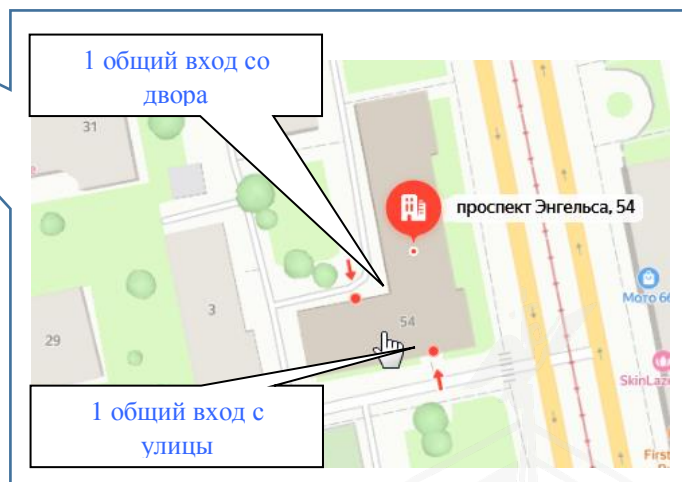 1 общий вход со
двора
31
проспект Энгельса, 54
3
54
29
Мото 66
SkinLaz
1 общий вход с
улицы
First